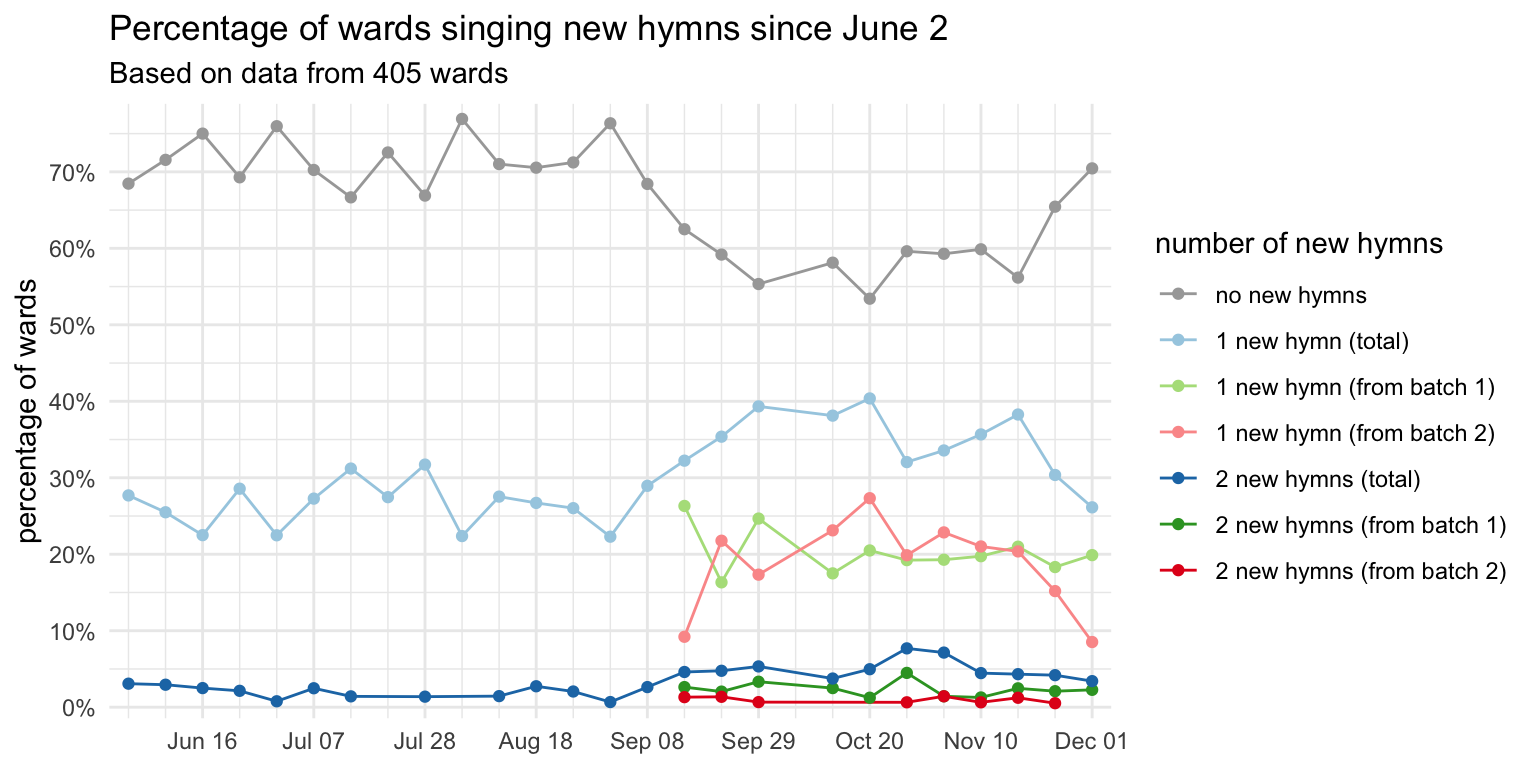 Percentage of wards singing new hymns since June 2
Based on data from 405 wards
percentage of wards
70%
60%
50%
40%
30%
20%
10%
0%
Jun 16
Jul 07
Jul 28
Aug 18
Sep 08
Sep 29
Oct 20
Nov 10
Dec 01
number of new hymns
no new hymns
1 new hymn (total)
1 new hymn (from batch 1)
1 new hymn (from batch 2)
2 new hymns (total)
2 new hymns (from batch 1)
2 new hymns (from batch 2)